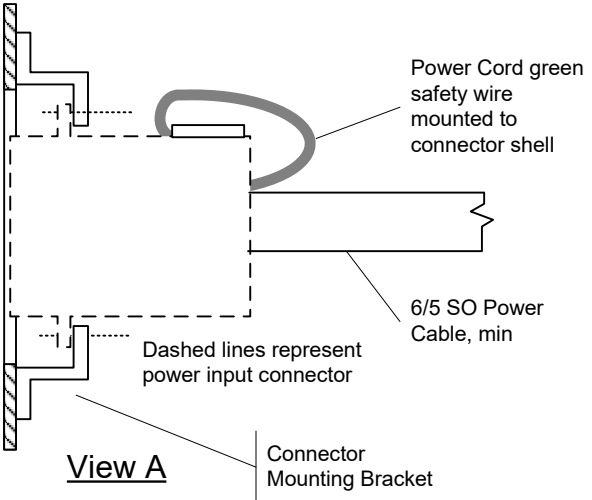 Power Cord green
safety wire
mounted to
connector shell
6/5 SO Power
Cable, min
Dashed lines represent
power input connector
View A
Connector
Mounting Bracket